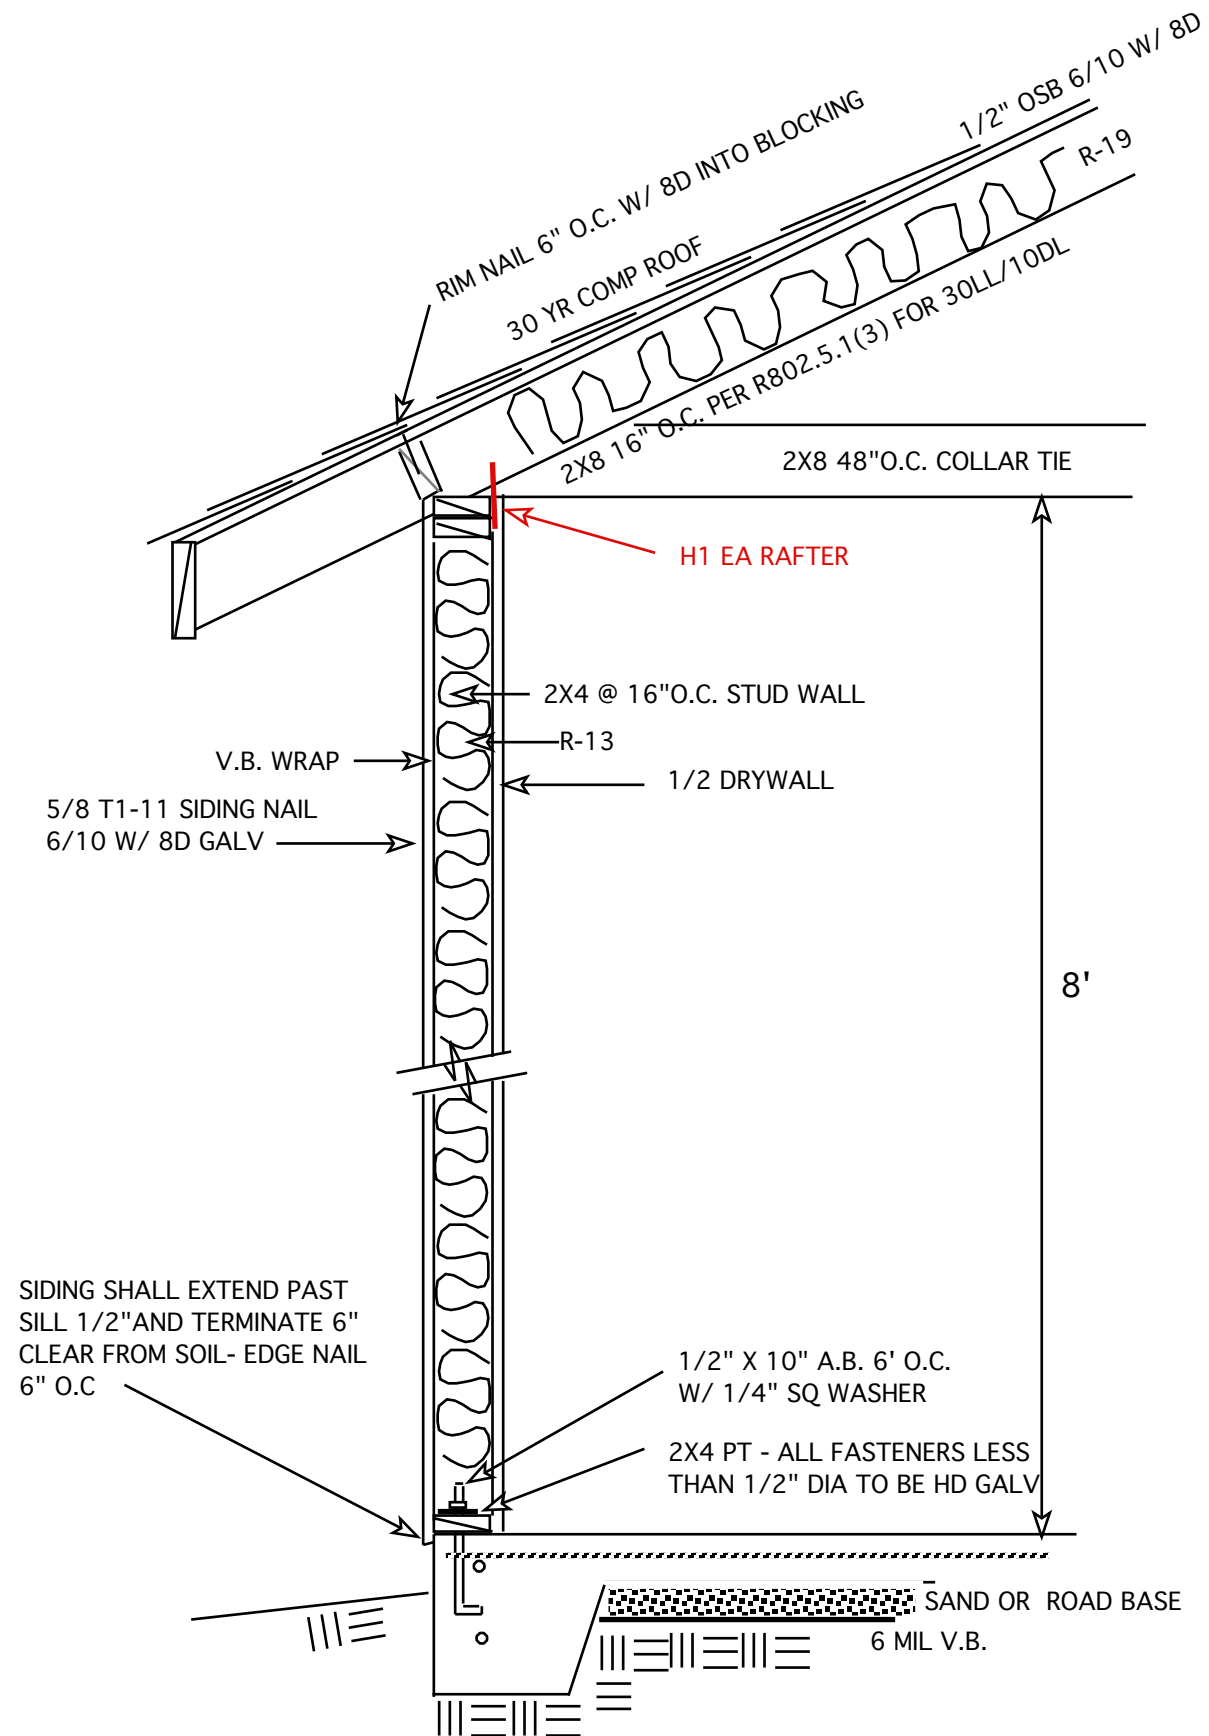 1/2" OSB 6/10 W/ 8D
RIM NAIL 6" O.C. W/ 8D INTO BLOCKING
R-19
30 YR COMP ROOF
2X8 16" O.C. PER R802.5.1(3) FOR 30LL/10DL
2X8 48"O.C. COLLAR TIE
H1 EA RAFTER
2X4 @ 16"O.C. STUD WALL
R-13
V.B. WRAP
1/2 DRYWALL
5/8 T1-11 SIDING NAIL
6/10 W/ 8D GALV
8'
SIDING SHALL EXTEND PAST
SILL 1/2"AND TERMINATE 6"
CLEAR FROM SOIL- EDGE NAIL
6" O.C
1/2" X 10" A.B. 6' O.C.
W/ 1/4" SQ WASHER
2X4 PT - ALL FASTENERS LESS
THAN 1/2" DIA TO BE HD GALV
SAND OR ROAD BASE
6 MIL V.B.